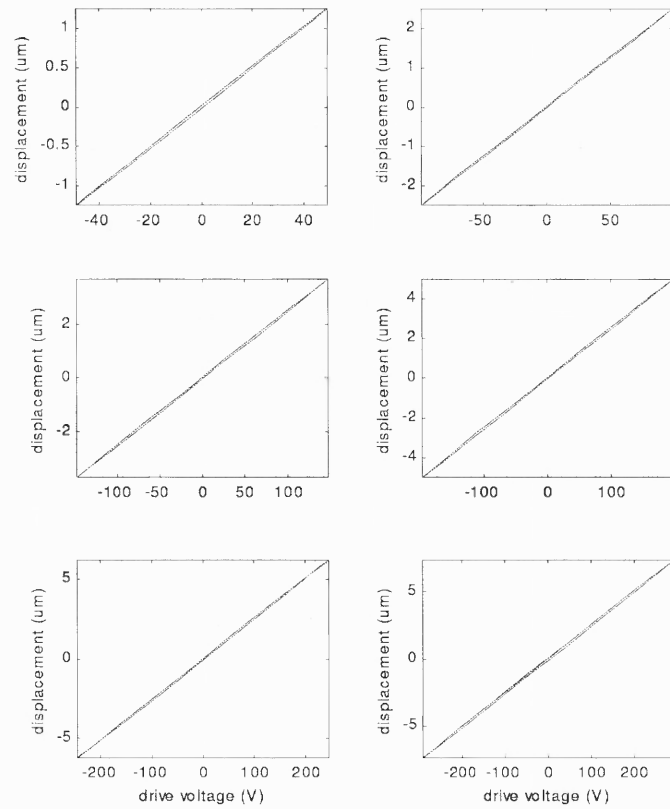 displacement (um)
1
0.5
0
-0.5
-1
-40 -20 0 20 40
displacement (um)
2
1
0
-1
-2
-50 0 50
displacement (um)
2
0
-2
-100 -50 0 50 100
displacement (um)
4
2
0
-2
-4
-100 0 100
displacement (um)
5
0
-5
-200 -100 0 100 200
drive voltage (V)
displacement (um)
5
0
-5
-200 -100 0 100 200
drive voltage (V)